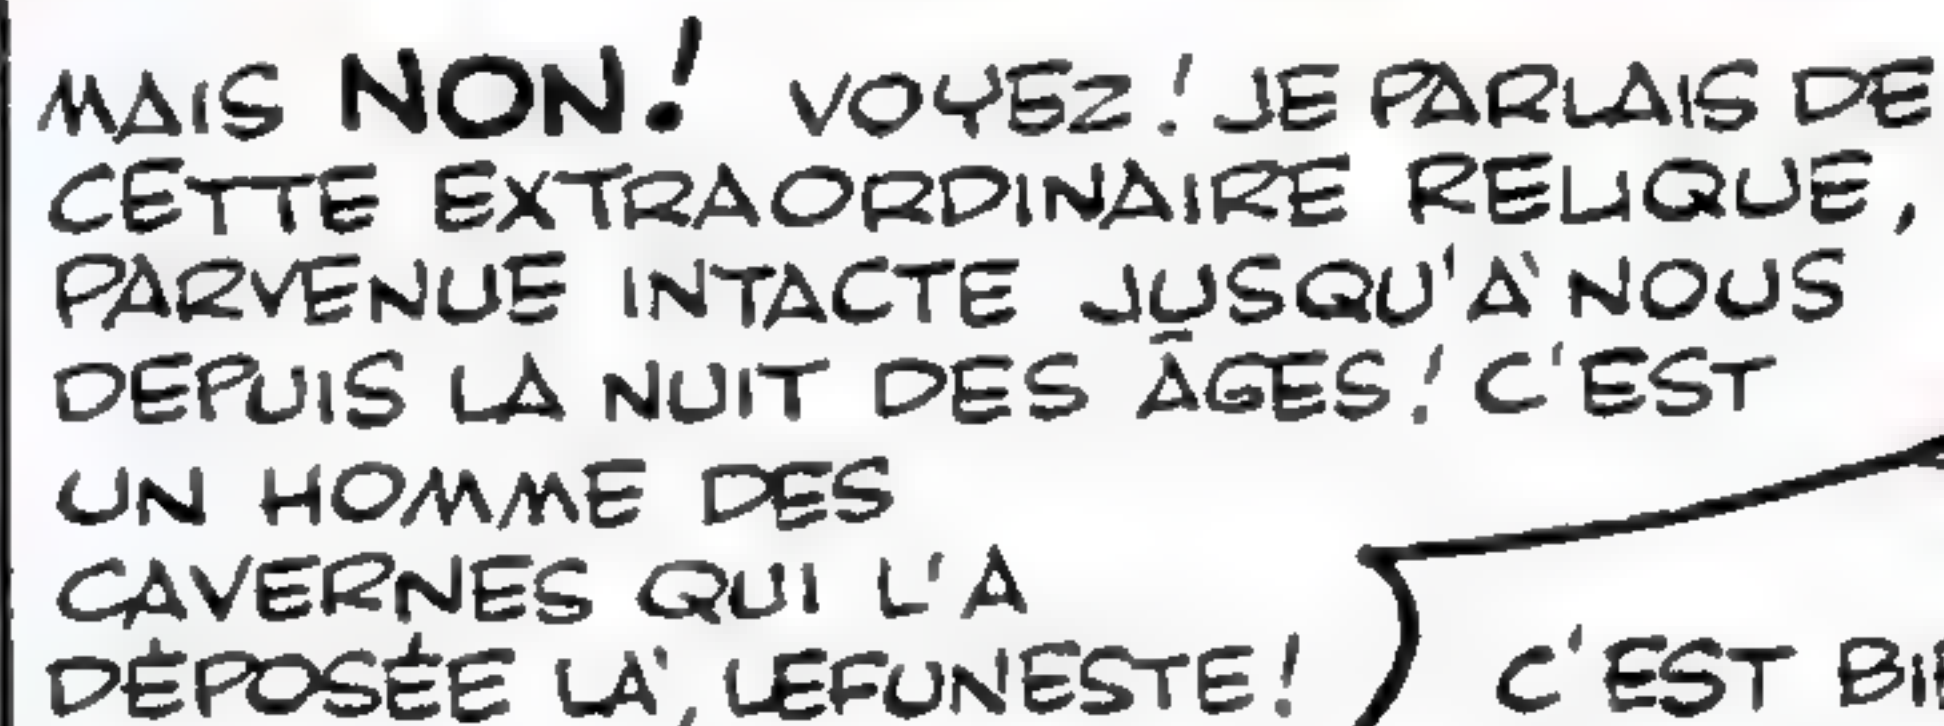 MAIS NON! VOYEZ! JE PARLAIS DE
CETTE EXTRAORDINAIRE RELIQUE,
PARVENUE INTACTE JUSQU'À NOUS
DEPUIS LA NUIT DES ÂGES! C'EST
UN HOMME DES
CAVERNES QUI L'A
DÉPOSÉE LÀ, LEFUNESTE!
C'EST